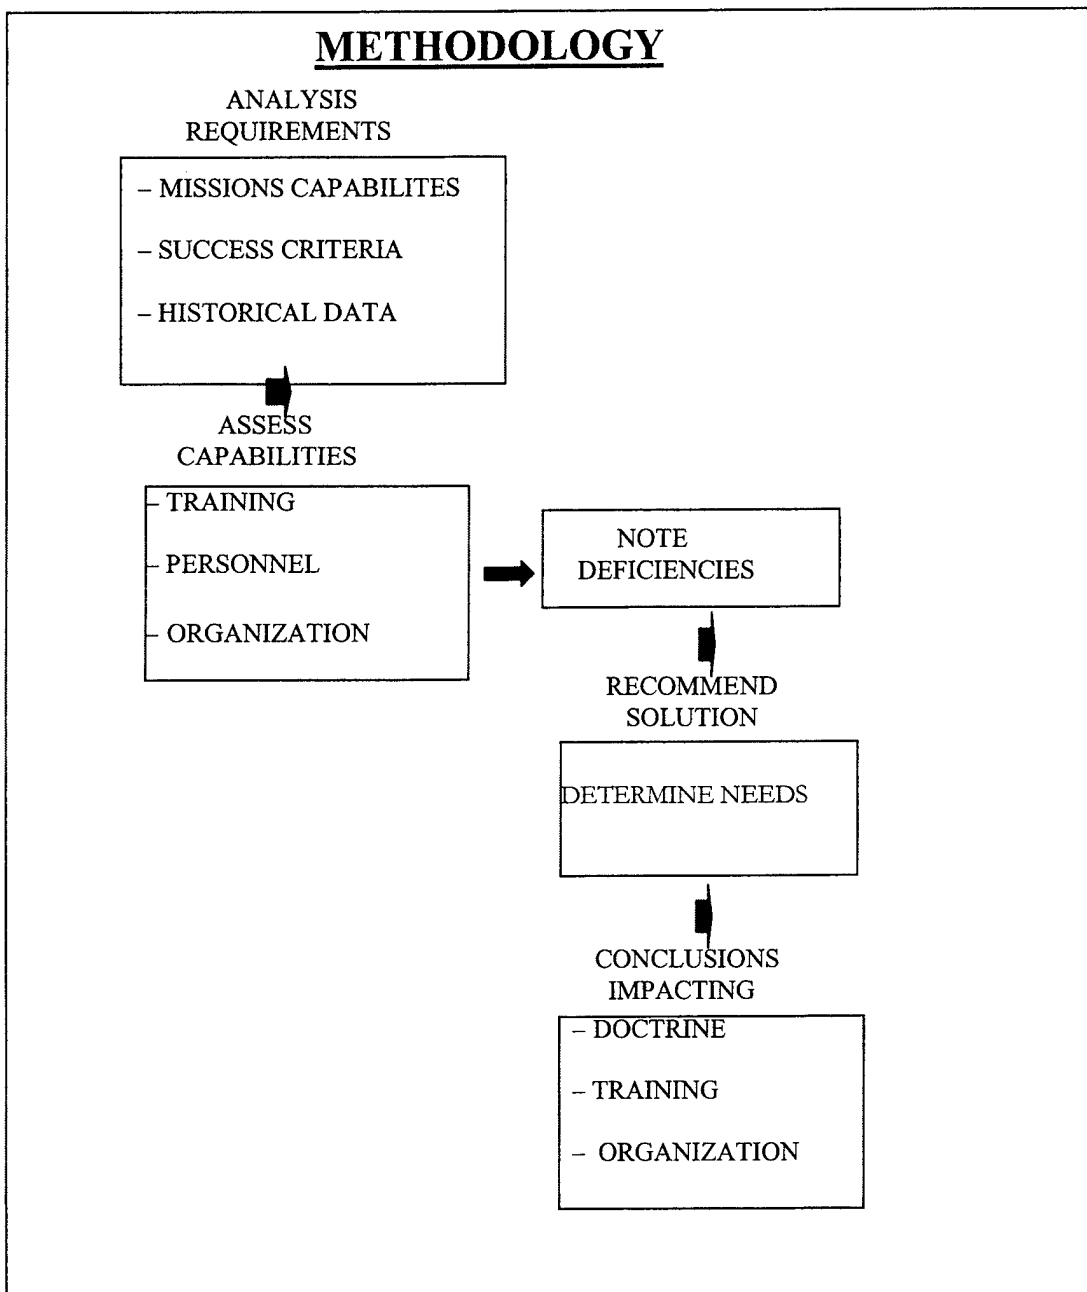 METHODOLOGY
ANALYSIS
REQUIREMENTS
– MISSIONS CAPABILITES
– SUCCESS CRITERIA
– HISTORICAL DATA
ASSESS
CAPABILITIES
– TRAINING
– PERSONNEL
– ORGANIZATION
NOTE
DEFICIENCIES
RECOMMEND
SOLUTION
DETERMINE NEEDS
CONCLUSIONS
IMPACTING
– DOCTRINE
– TRAINING
– ORGANIZATION